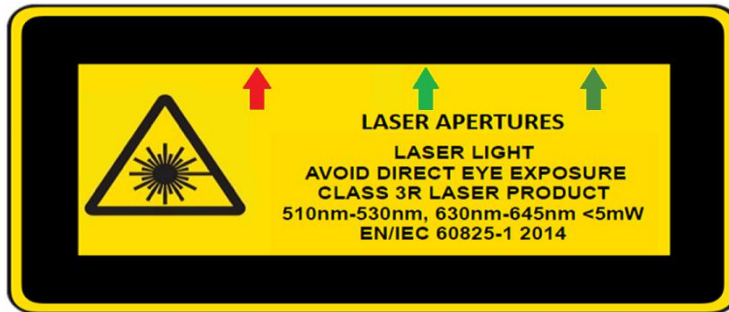 LASER APERTURES
LASER LIGHT
AVOID DIRECT EYE EXPOSURE
CLASS 3R LASER PRODUCT
510nm-530nm, 630nm-645nm <5mW
EN/IEC 60825-1 2014